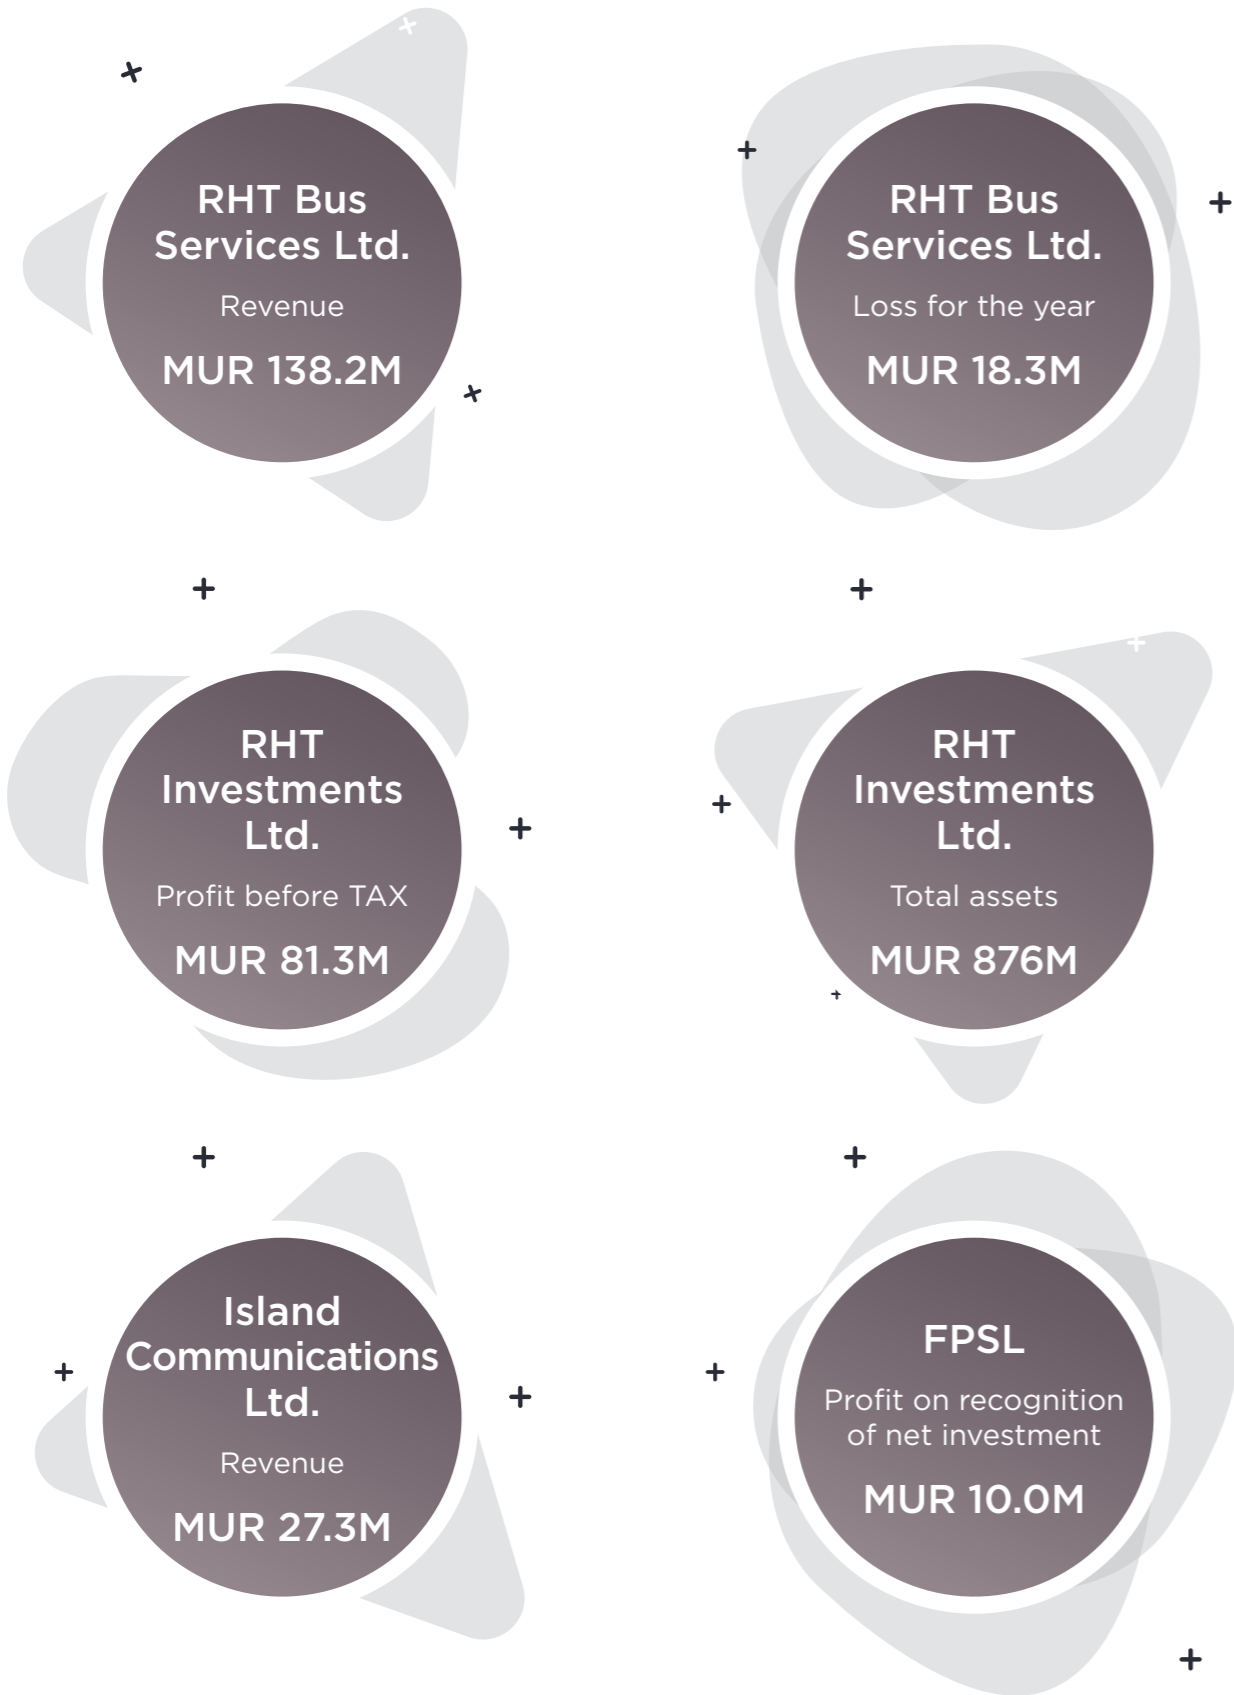 RHT Bus
Services Ltd.
Revenue
MUR 138.2M
RHT Bus
Services Ltd.
Loss for the year
MUR 18.3M
RHT
Investments
Ltd.
Profit before TAX
MUR 81.3M
RHT
Investments
Ltd.
Total assets
MUR 876M
Island
Communications
Ltd.
Revenue
MUR 27.3M
FPSL
Profit on recognition
of net investment
MUR 10.0M